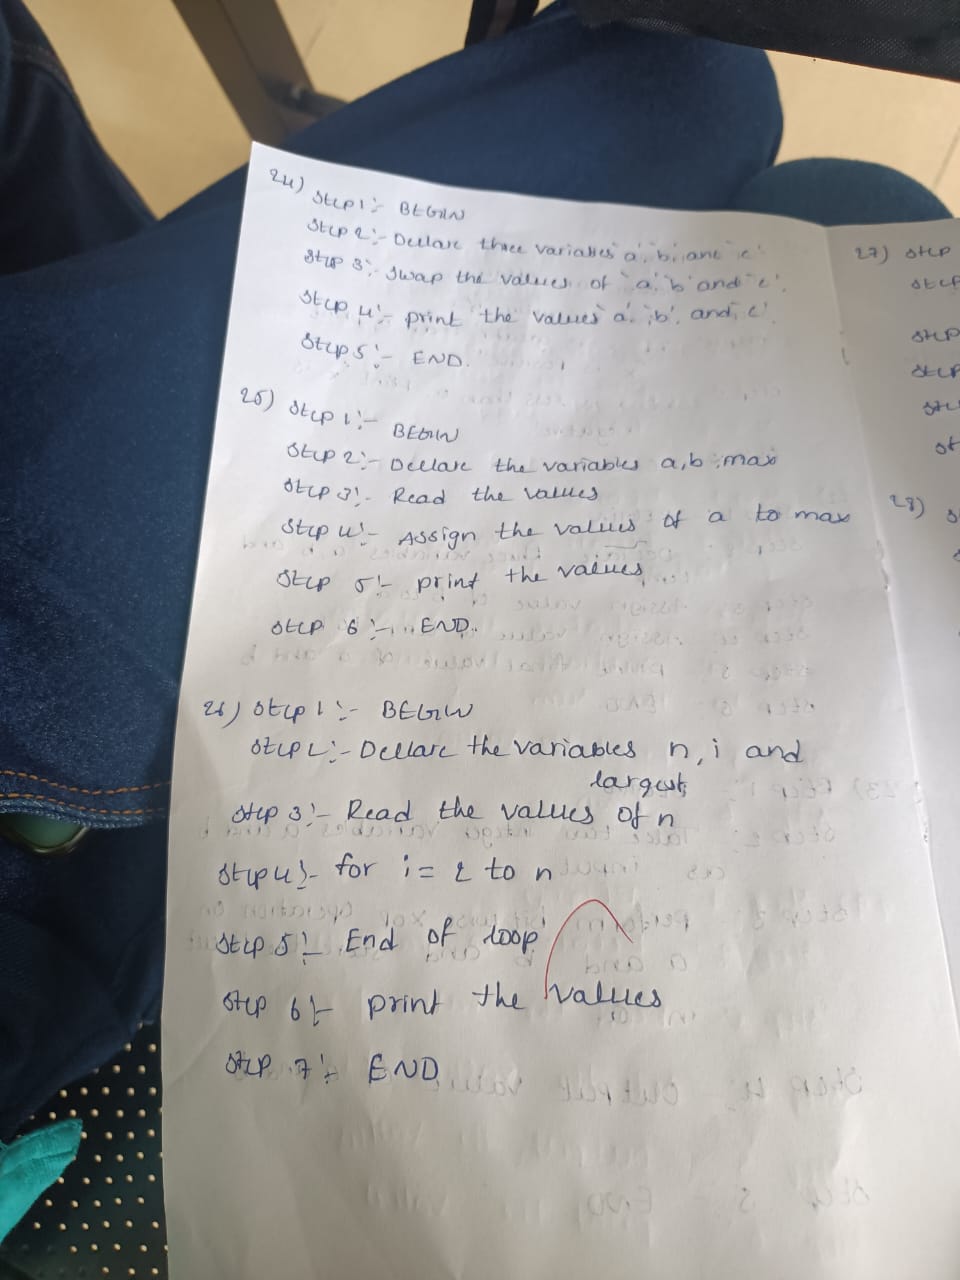 24) Step 1:- BEGIN
Step 2:- Declare three variables 'a', 'b', and 'c'
Step 3:- Swap the values of 'a', 'b' and 'c'.
Step 4:- print the values 'a', 'b', and 'c'
Step 5:- END.
25) Step 1:- BEGIN
Step 2:- Declare the variables a,b, max
Step 3:- Read the values
Step 4:- Assign the values of a to max
Step 5:- print the values
Step 6:- END.
26) Step 1:- BEGIN
Step 2:- Declare the variables n, i and
largest
Step 3:- Read the values of n
Step 4:- for i = 2 to n
Step 5:- End of loop
Step 6:- print the values
Step 7:- END
27) Step
Step
Step
Step
28)